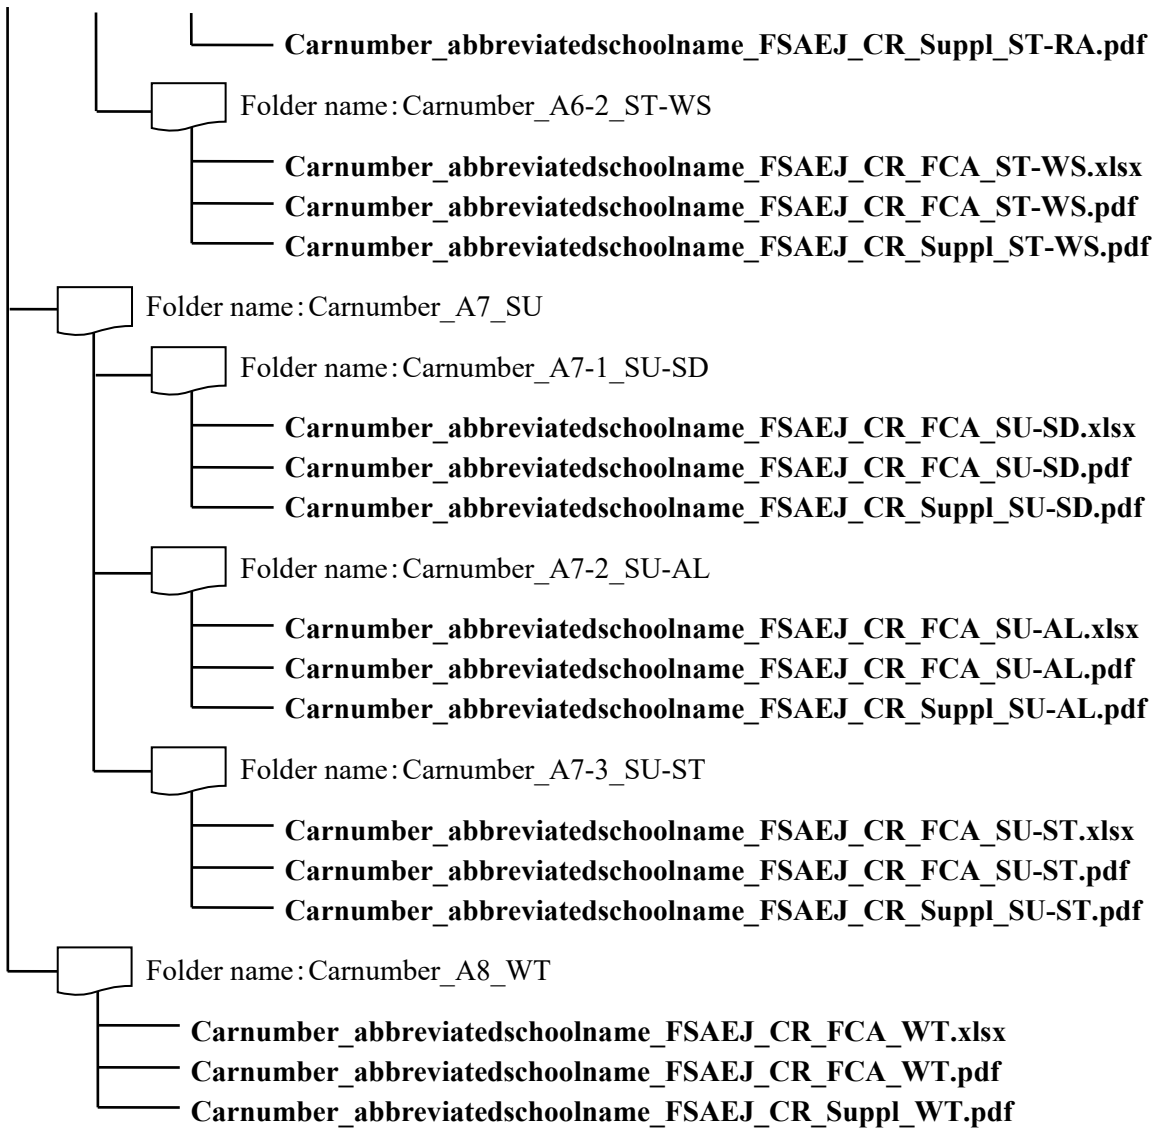 Carnumber_abbreviatedschoolname_FSAEJ_CR_Suppl_ST-RA.pdf
Folder name:Carnumber_A6-2_ST-WS
Carnumber_abbreviatedschoolname_FSAEJ_CR_FCA_ST-WS.xlsx
Carnumber_abbreviatedschoolname_FSAEJ_CR_FCA_ST-WS.pdf
Carnumber_abbreviatedschoolname_FSAEJ_CR_Suppl_ST-WS.pdf
Folder name:Carnumber_A7_SU
Folder name:Carnumber_A7-1_SU-SD
Carnumber_abbreviatedschoolname_FSAEJ_CR_FCA_SU-SD.xlsx
Carnumber_abbreviatedschoolname_FSAEJ_CR_FCA_SU-SD.pdf
Carnumber_abbreviatedschoolname_FSAEJ_CR_Suppl_SU-SD.pdf
Folder name:Carnumber_A7-2_SU-AL
Carnumber_abbreviatedschoolname_FSAEJ_CR_FCA_SU-AL.xlsx
Carnumber_abbreviatedschoolname_FSAEJ_CR_FCA_SU-AL.pdf
Carnumber_abbreviatedschoolname_FSAEJ_CR_Suppl_SU-AL.pdf
Folder name:Carnumber_A7-3_SU-ST
Carnumber_abbreviatedschoolname_FSAEJ_CR_FCA_SU-ST.xlsx
Carnumber_abbreviatedschoolname_FSAEJ_CR_FCA_SU-ST.pdf
Carnumber_abbreviatedschoolname_FSAEJ_CR_Suppl_SU-ST.pdf
Folder name:Carnumber_A8_WT
Carnumber_abbreviatedschoolname_FSAEJ_CR_FCA_WT.xlsx
Carnumber_abbreviatedschoolname_FSAEJ_CR_FCA_WT.pdf
Carnumber_abbreviatedschoolname_FSAEJ_CR_Suppl_WT.pdf